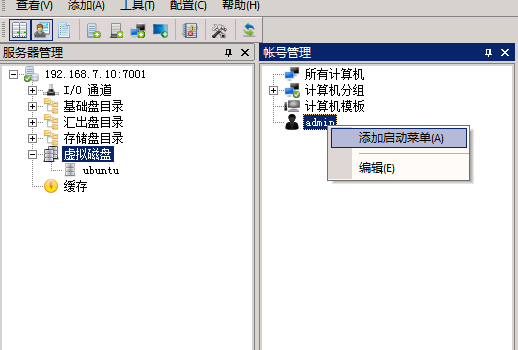 查看(V) 添加(A) 工具(T) 配置(C) 帮助(H)
服务器管理
192.168.7.10:7001
I/O 通道
基础盘目录
汇出盘目录
存储盘目录
虚拟磁盘
ubuntu
缓存
帐号管理
所有计算机
计算机分组
计算机模板
admin
添加启动菜单(A)
编辑(E)